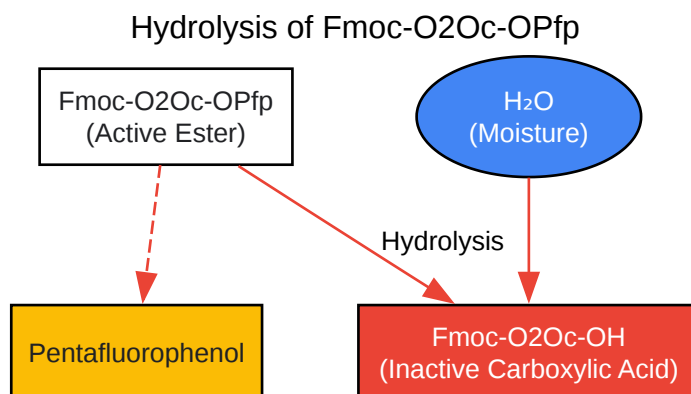 Hydrolysis of Fmoc-O2Oc-OPfp
Fmoc-O2Oc-OPfp
(Active Ester)
H₂O
(Moisture)
Hydrolysis
Pentafluorophenol
Fmoc-O2Oc-OH
(Inactive Carboxylic Acid)